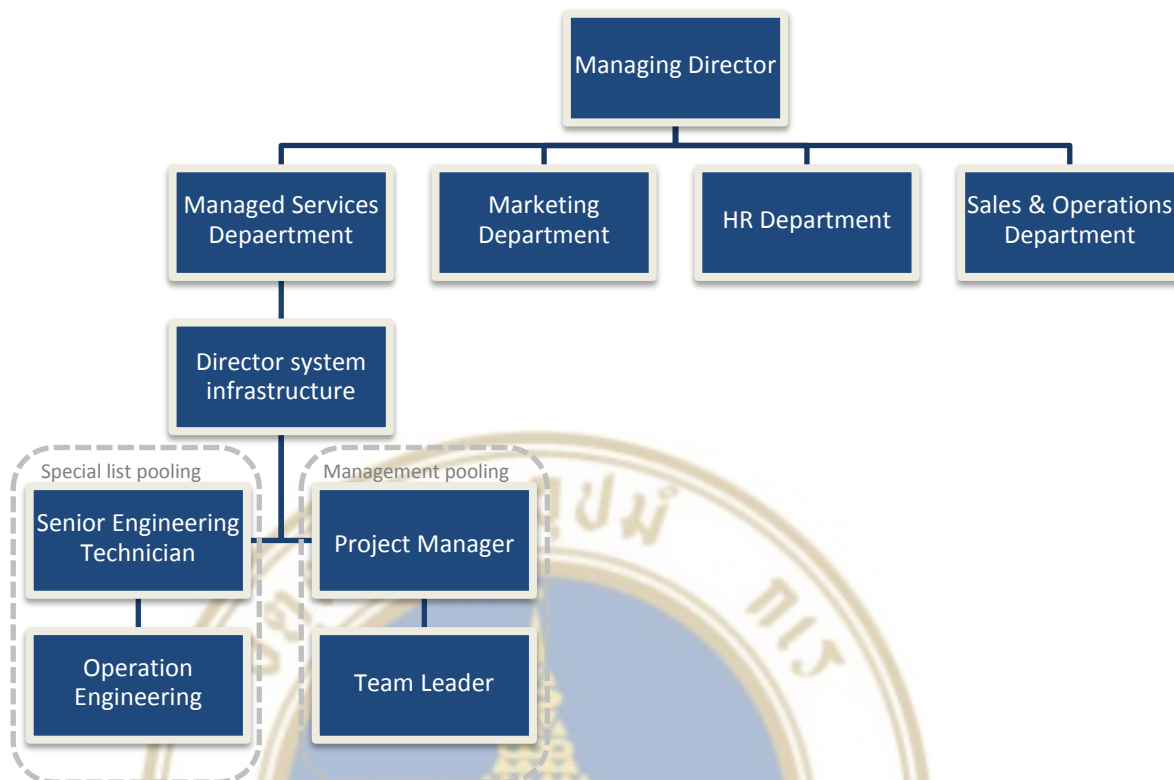 Managing Director
Managed Services
Depaertment
Marketing
Department
HR Department
Sales & Operations
Department
Director system
infrastructure
Special list pooling
Management pooling
Senior Engineering
Technician
Project Manager
Operation
Engineering
Team Leader